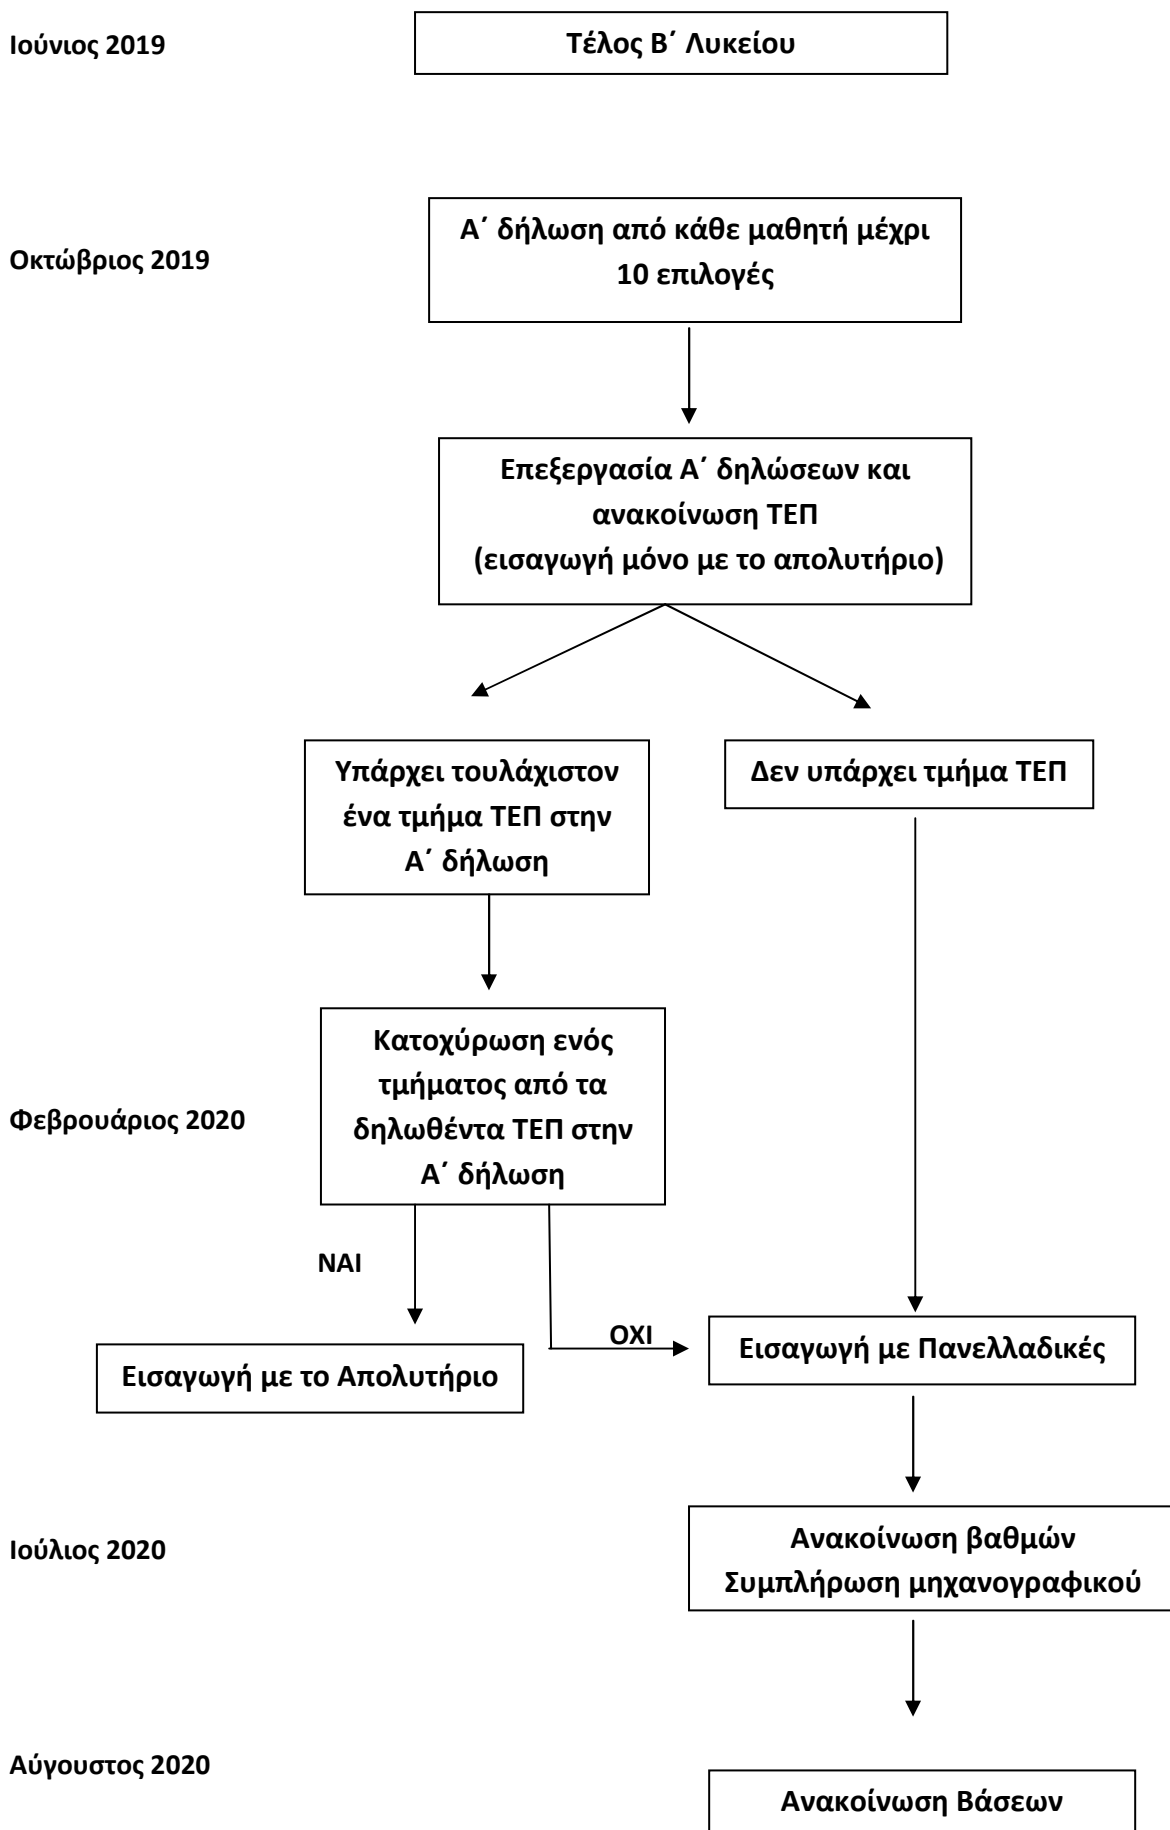 Ιούνιος 2019
Τέλος Β΄ Λυκείου
Οκτώβριος 2019
Α΄ δήλωση από κάθε μαθητή μέχρι
10 επιλογές
Επεξεργασία Α΄ δηλώσεων και
ανακοίνωση ΤΕΠ
(εισαγωγή μόνο με το απολυτήριο)
Υπάρχει τουλάχιστον
ένα τμήμα ΤΕΠ στην
Α΄ δήλωση
Δεν υπάρχει τμήμα ΤΕΠ
Φεβρουάριος 2020
Κατοχύρωση ενός
τμήματος από τα
δηλωθέντα ΤΕΠ στην
Α΄ δήλωση
ΝΑΙ
ΟΧΙ
Εισαγωγή με το Απολυτήριο
Εισαγωγή με Πανελλαδικές
Ιούλιος 2020
Ανακοίνωση βαθμών
Συμπλήρωση μηχανογραφικού
Αύγουστος 2020
Ανακοίνωση Βάσεων